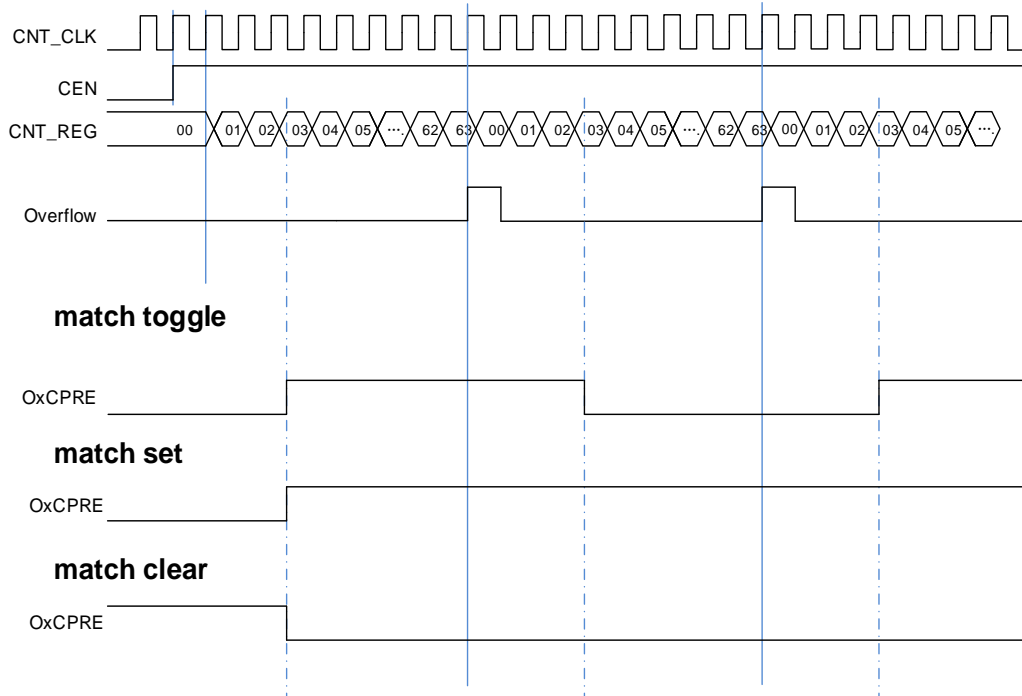 CNT_CLK
CEN
CNT_REG 00 01 02 03 04 05 ···. 62 63 00 01 02 03 04 05 ···. 62 63 00 01 02 03 04 05 ···.
Overflow
match toggle
OxCPRE
match set
OxCPRE
match clear
OxCPRE